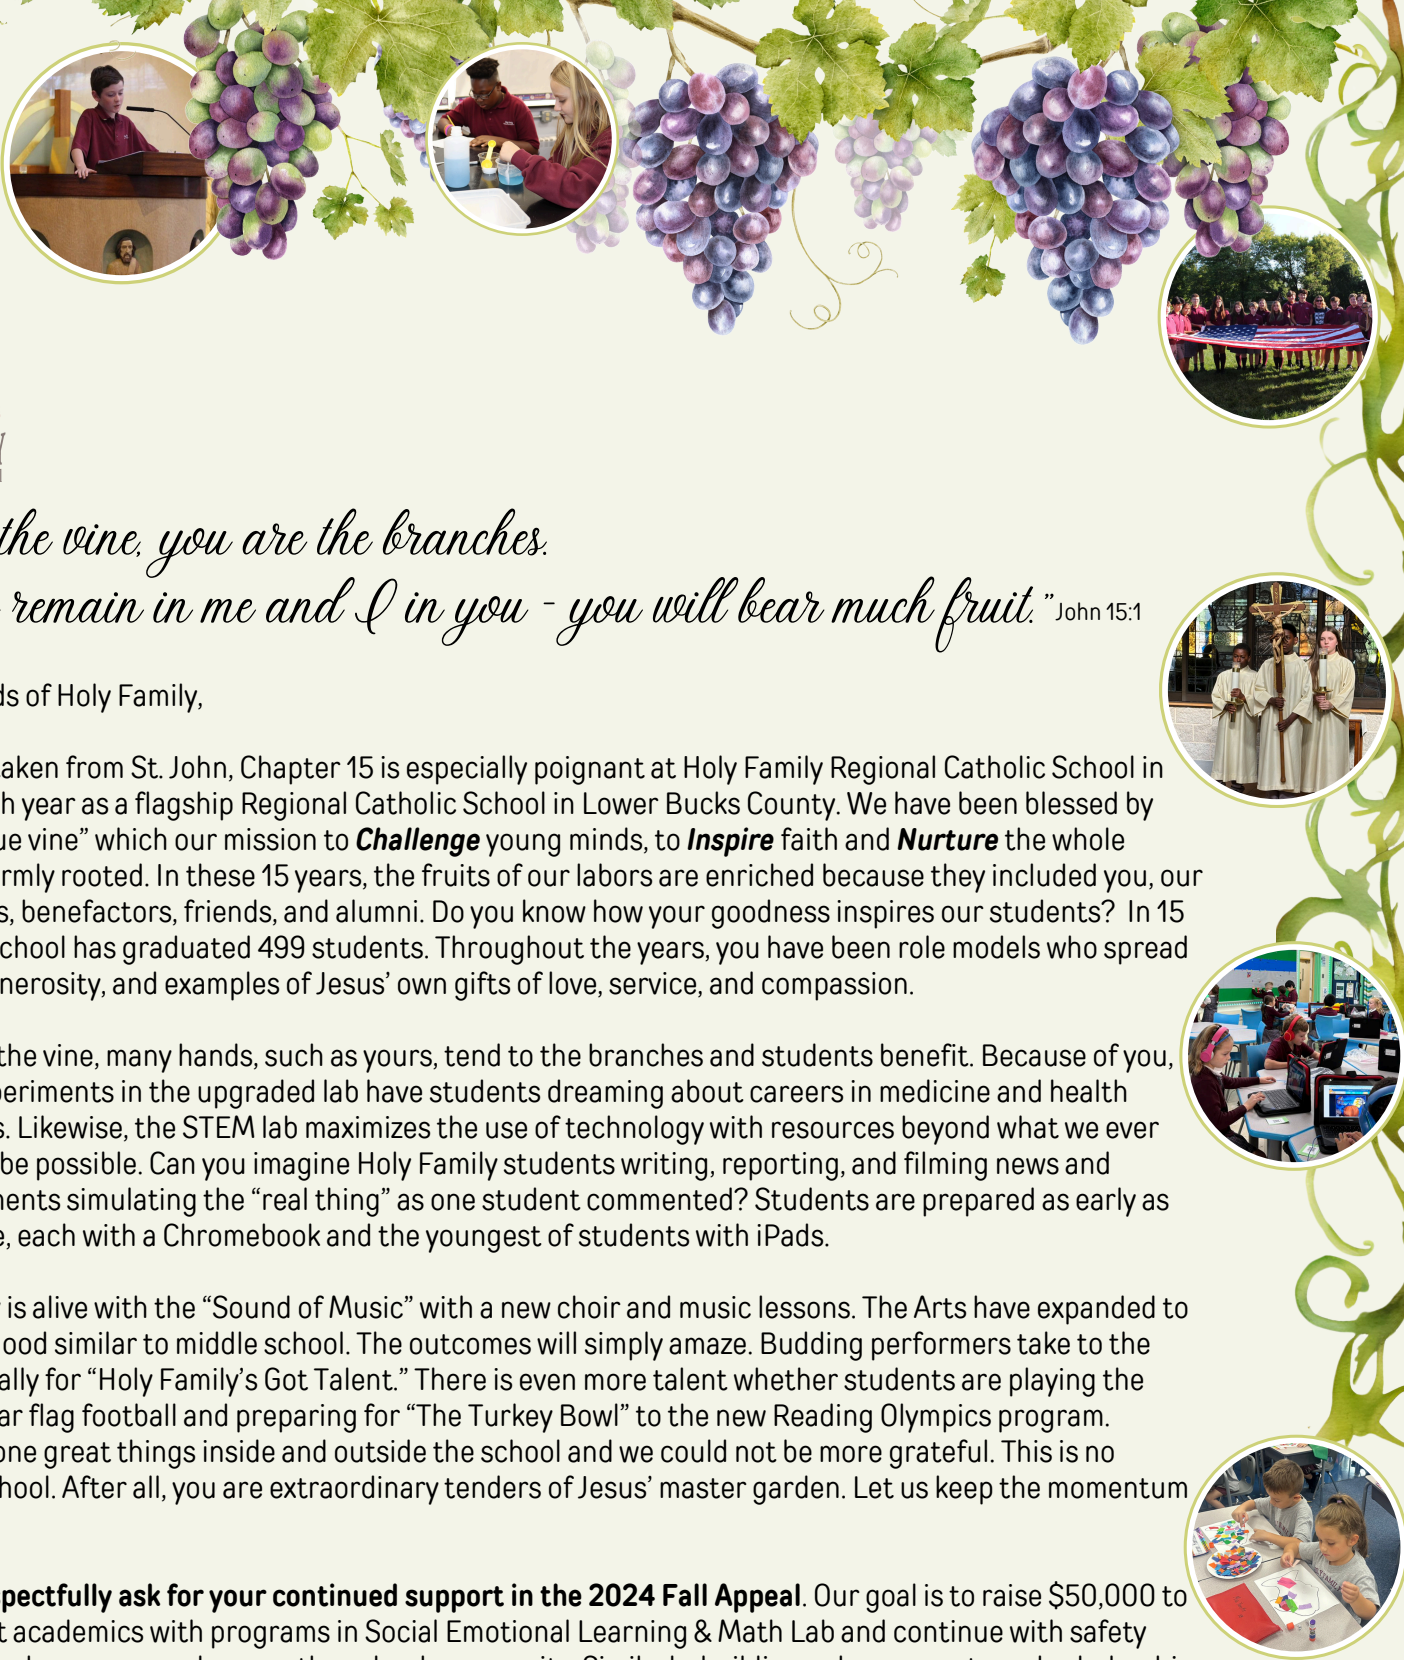 the vine, you are the branches.
remain in me and I in you - you will bear much fruit.” John 15:1
ds of Holy Family,
taken from St. John, Chapter 15 is especially poignant at Holy Family Regional Catholic School in
h year as a flagship Regional Catholic School in Lower Bucks County. We have been blessed by
ue vine” which our mission to Challenge young minds, to Inspire faith and Nurture the whole
rmly rooted. In these 15 years, the fruits of our labors are enriched because they included you, our
s, benefactors, friends, and alumni. Do you know how your goodness inspires our students? In 15
school has graduated 499 students. Throughout the years, you have been role models who spread
nerosity, and examples of Jesus’ own gifts of love, service, and compassion.
the vine, many hands, such as yours, tend to the branches and students benefit. Because of you,
periments in the upgraded lab have students dreaming about careers in medicine and health
s. Likewise, the STEM lab maximizes the use of technology with resources beyond what we ever
be possible. Can you imagine Holy Family students writing, reporting, and filming news and
ments simulating the “real thing” as one student commented? Students are prepared as early as
e, each with a Chromebook and the youngest of students with iPads.
is alive with the “Sound of Music” with a new choir and music lessons. The Arts have expanded to
hood similar to middle school. The outcomes will simply amaze. Budding performers take to the
ally for “Holy Family’s Got Talent.” There is even more talent whether students are playing the
ar flag football and preparing for “The Turkey Bowl” to the new Reading Olympics program.
one great things inside and outside the school and we could not be more grateful. This is no
hool. After all, you are extraordinary tenders of Jesus’ master garden. Let us keep the momentum
spectfully ask for your continued support in the 2024 Fall Appeal. Our goal is to raise $50,000 to
t academics with programs in Social Emotional Learning & Math Lab and continue with safety